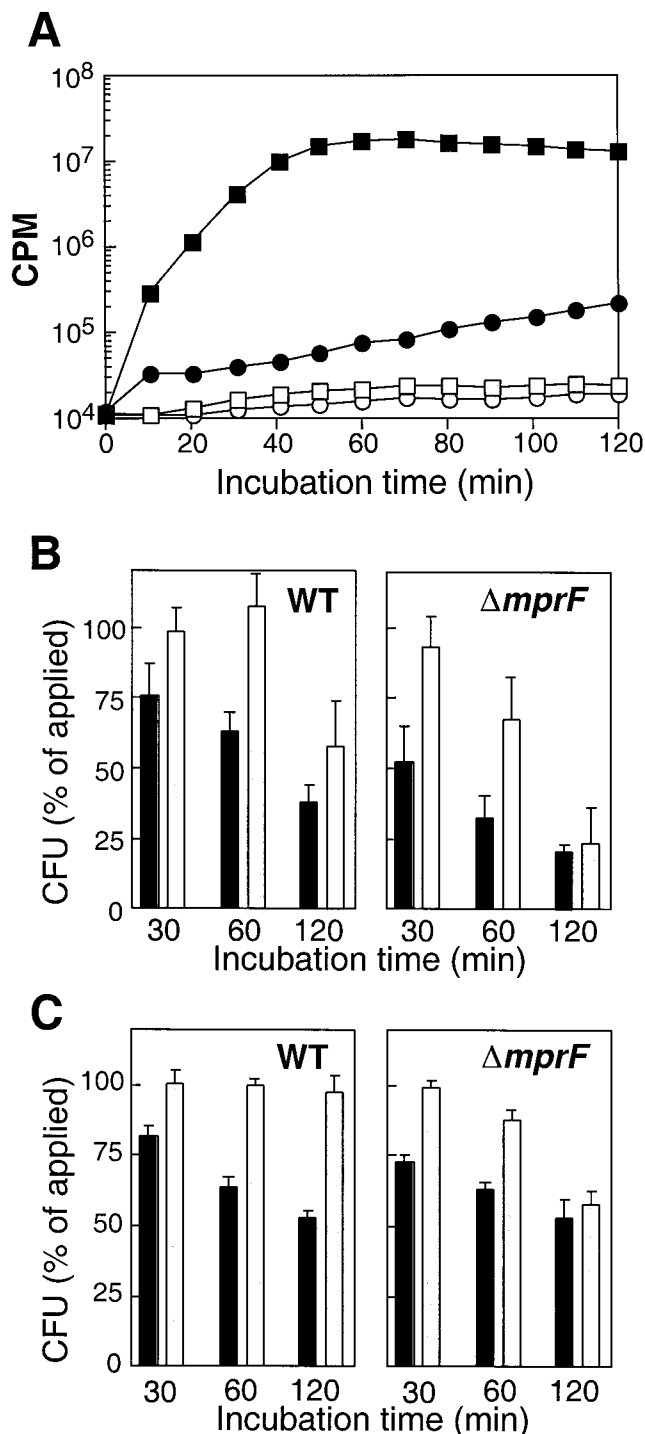 A
10^8
10^7
10^6
10^5
10^4
CPM
0 20 40 60 80 100 120
Incubation time (min)
B
WT
ΔmprF
100
75
50
25
0
CFU (% of applied)
30 60 120 30 60 120
Incubation time (min)
C
WT
ΔmprF
100
75
50
25
0
CFU (% of applied)
30 60 120 30 60 120
Incubation time (min)